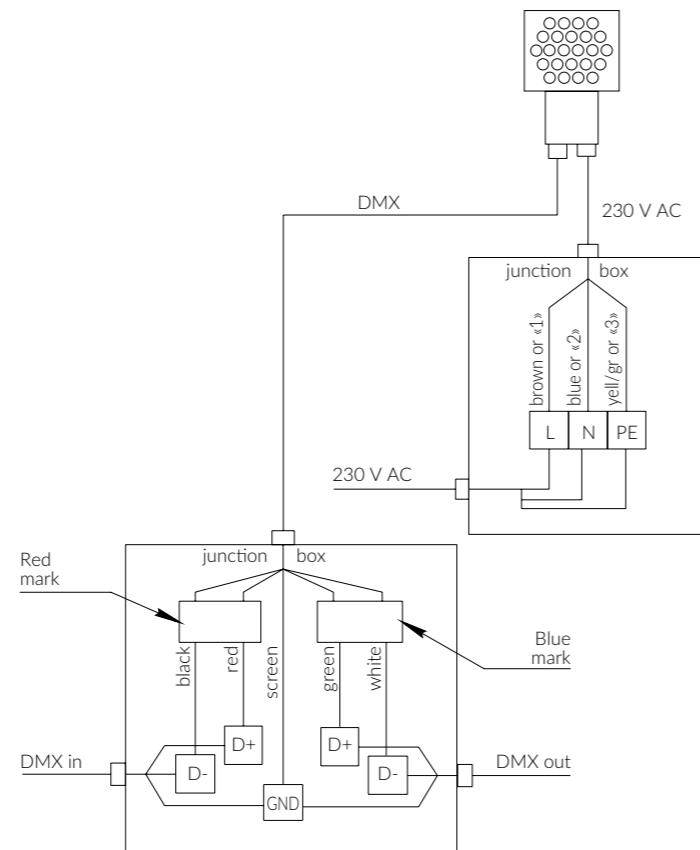 DMX
230 V AC
junction box
brown or «1»
blue or «2»
yell/gr or «3»
L N PE
230 V AC
junction box
Red
mark
Blue
mark
black
red
screen
green
white
D+ D+
D- D-
DMX in
DMX out
GND